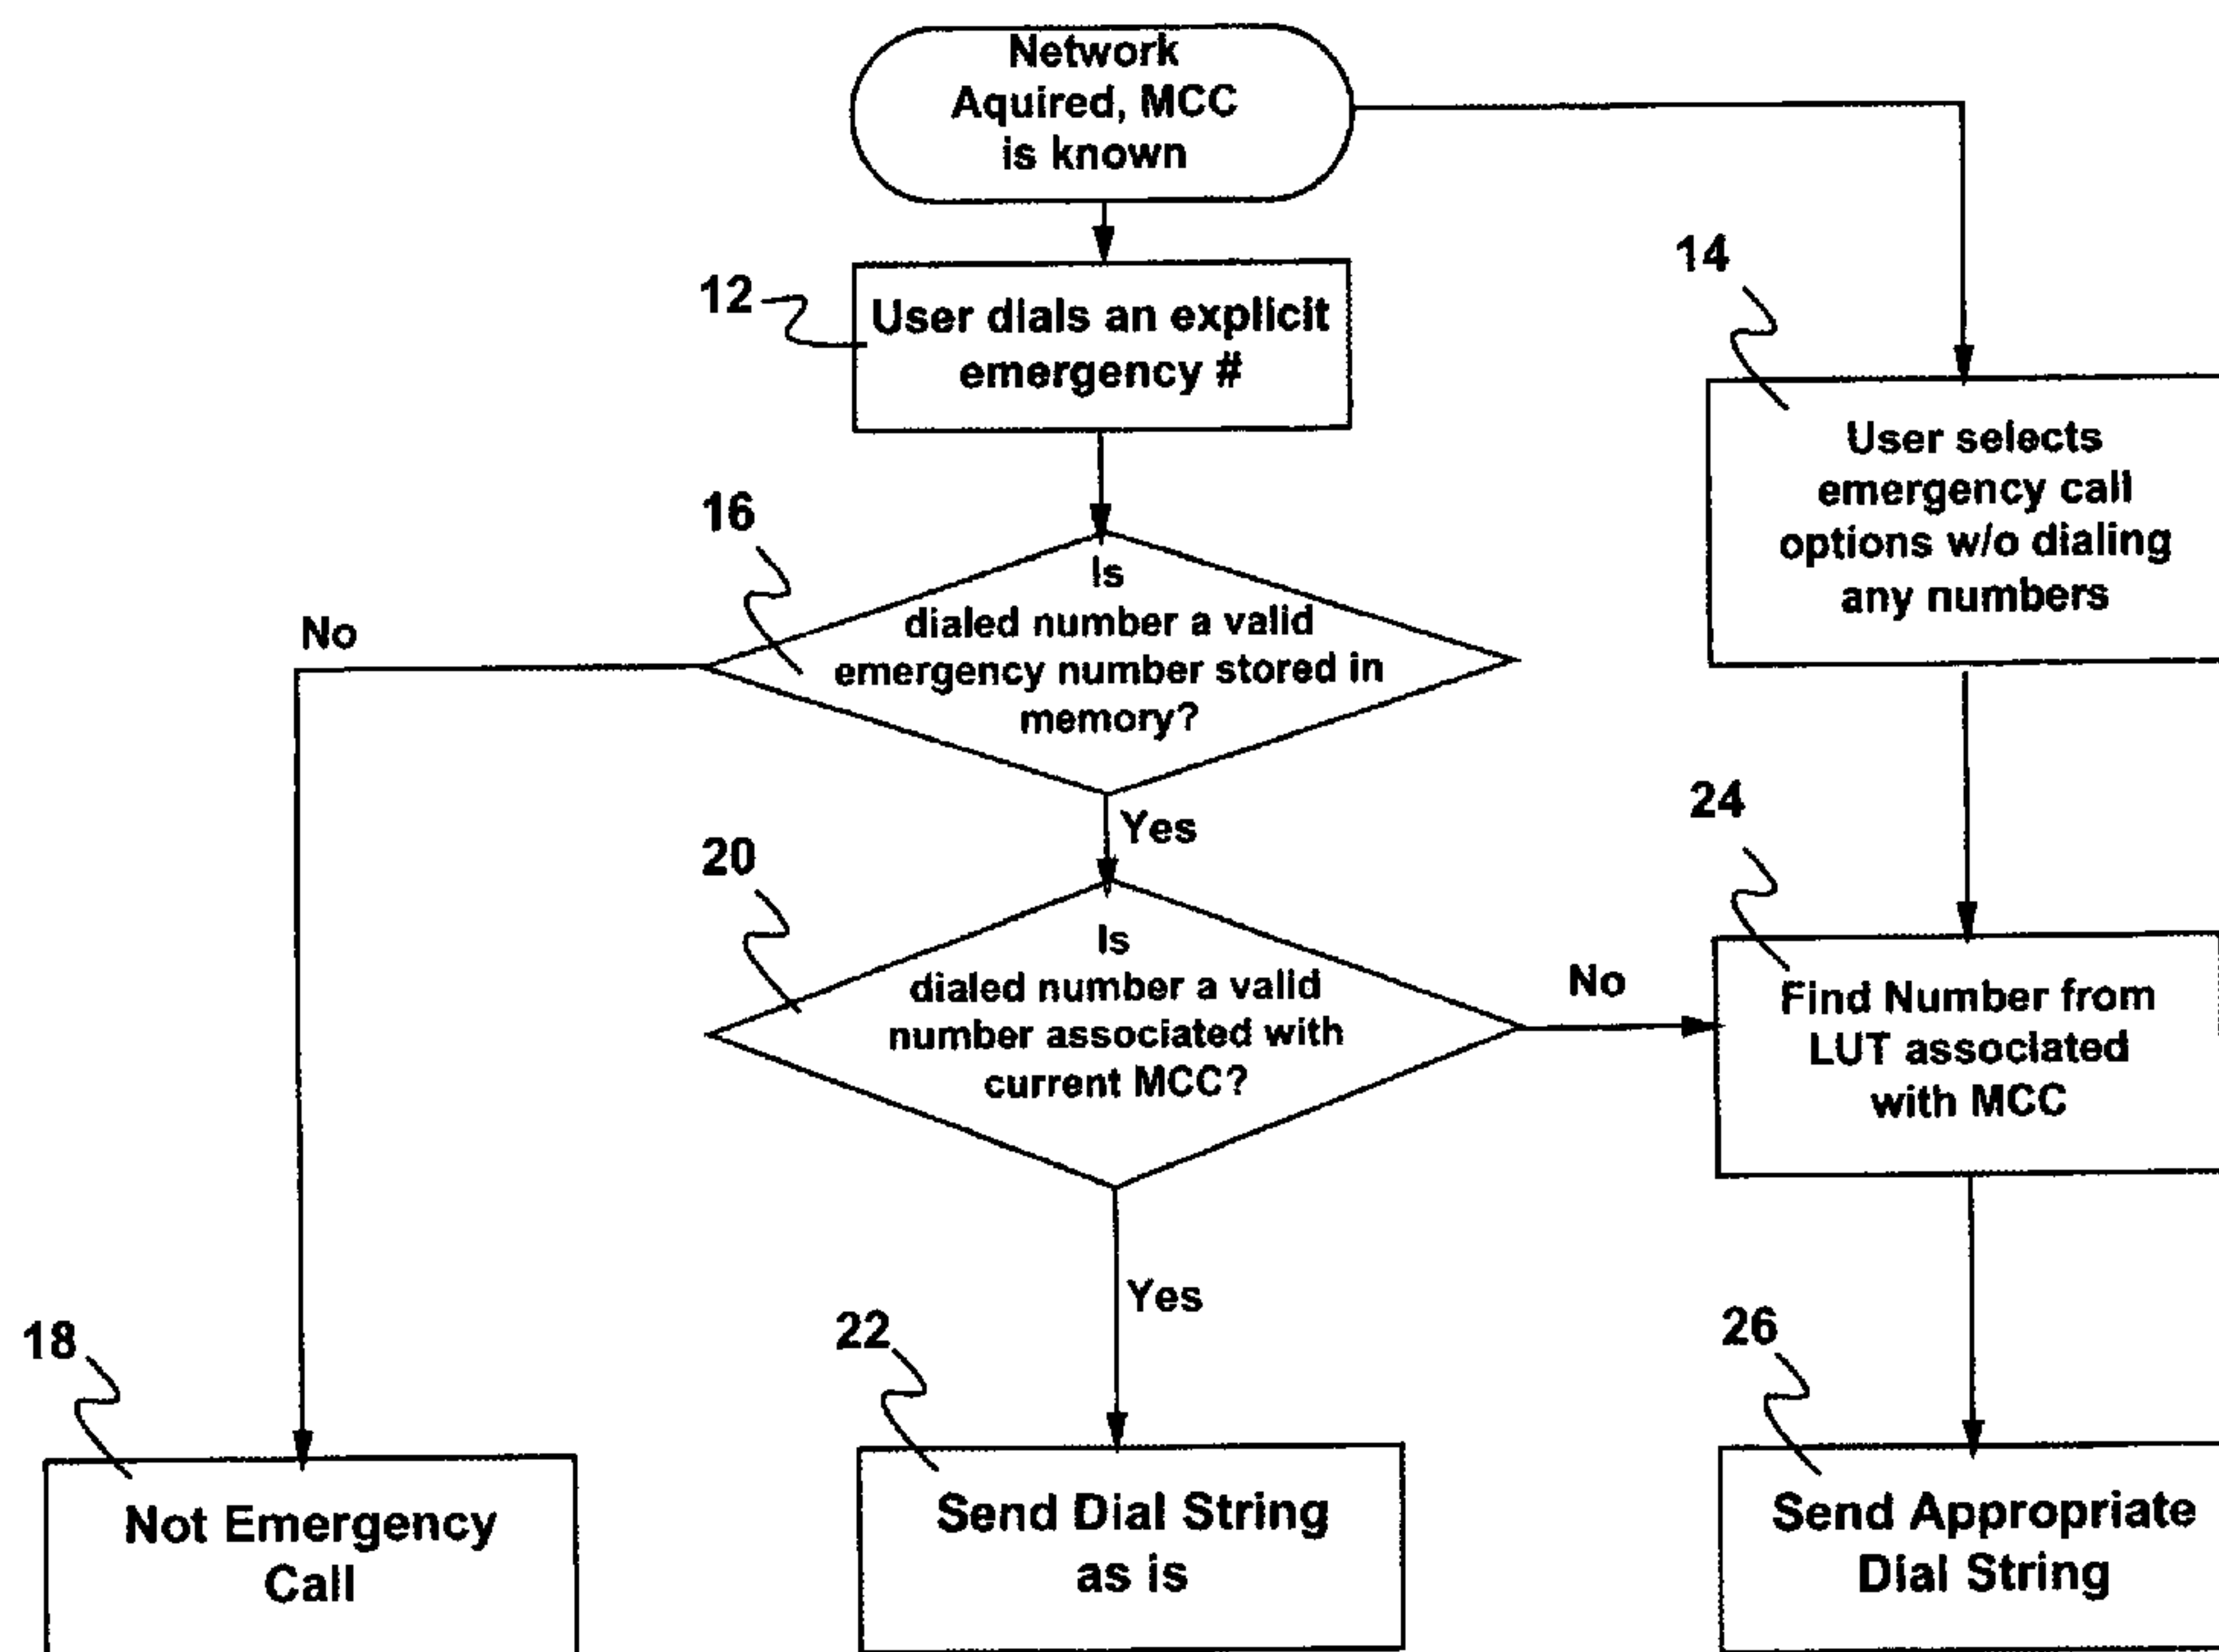 Network
Aquired, MCC
is known
12
User dials an explicit
emergency #
14
User selects
emergency call
options w/o dialing
any numbers
16
Is
dialed number a valid
emergency number stored in
memory?
No
Yes
20
Is
dialed number a valid
number associated with
current MCC?
No
24
Find Number from
LUT associated
with MCC
Yes
18
Not Emergency
Call
22
Send Dial String
as is
26
Send Appropriate
Dial String